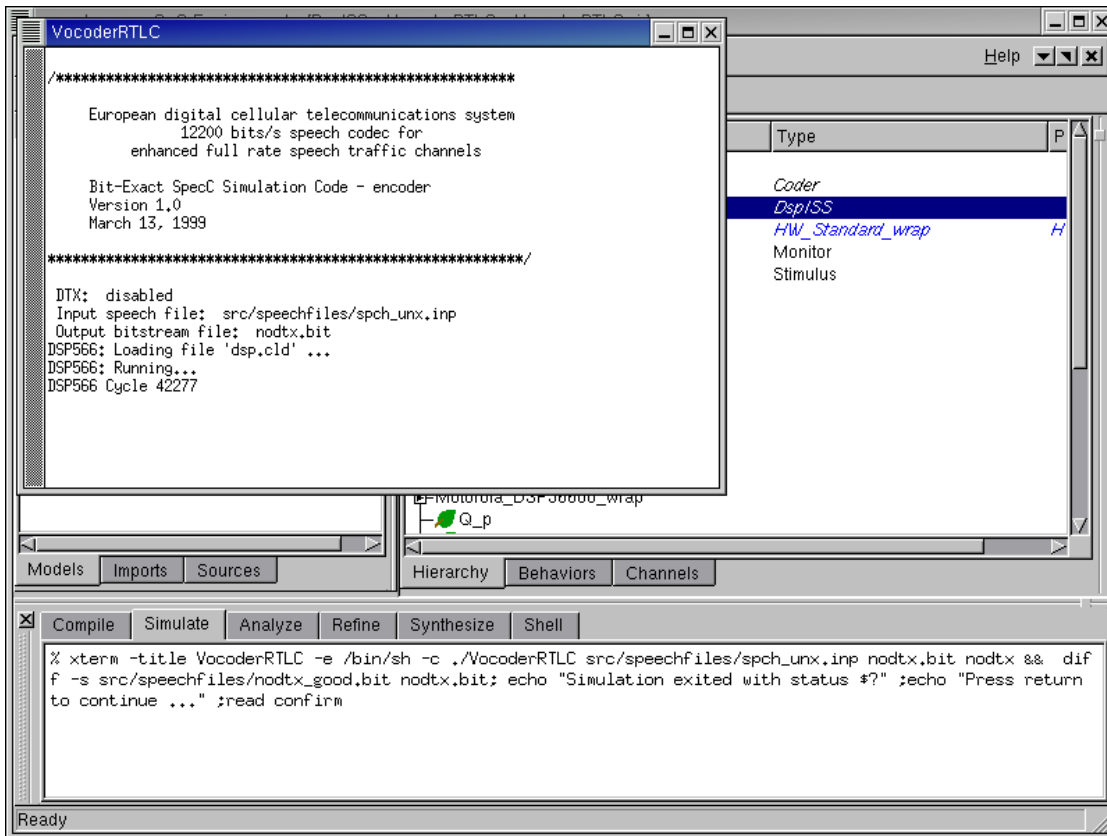 VocoderRTLC
/*******************************************************
European digital cellular telecommunications system
12200 bits/s speech codec for
enhanced full rate speech traffic channels
Bit-Exact SpecC Simulation Code - encoder
Version 1.0
March 13, 1999
*********************************************************/
DTX:  disabled
Input speech file:  src/speechfiles/spch_unx.inp
Output bitstream file:  nodtx.bit
DSP566: Loading file 'dsp.cld' ...
DSP566: Running...
DSP566 Cycle 42277
Help
Type P
Coder
DspISS
HW_Standard_wrap H
Monitor
Stimulus
Motorola_DSP56600_wrap
Q_p
Models Imports Sources
Hierarchy Behaviors Channels
Compile Simulate Analyze Refine Synthesize Shell
% xterm -title VocoderRTLC -e /bin/sh -c ./VocoderRTLC src/speechfiles/spch_unx.inp nodtx.bit nodtx &&  dif
f -s src/speechfiles/nodtx_good.bit nodtx.bit; echo "Simulation exited with status $?" ;echo "Press return
to continue ..." ;read confirm
Ready